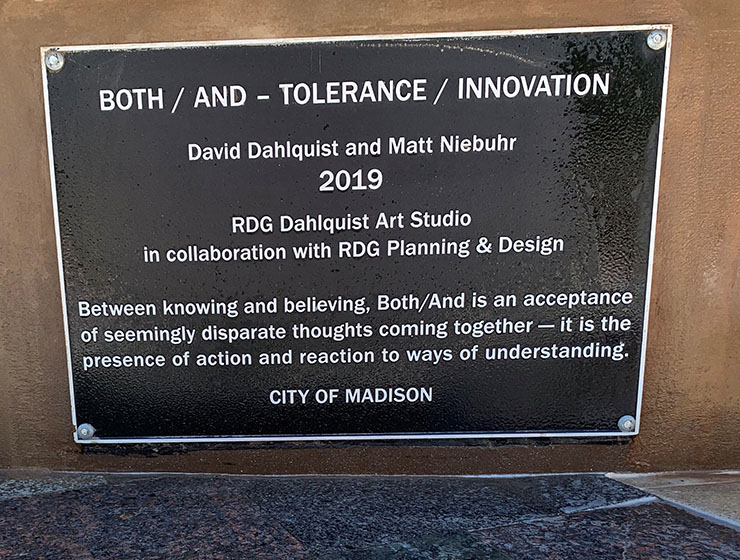 BOTH / AND – TOLERANCE / INNOVATION
David Dahlquist and Matt Niebuhr
2019
RDG Dahlquist Art Studio
in collaboration with RDG Planning & Design
Between knowing and believing, Both/And is an acceptance
of seemingly disparate thoughts coming together — it is the
presence of action and reaction to ways of understanding.
CITY OF MADISON